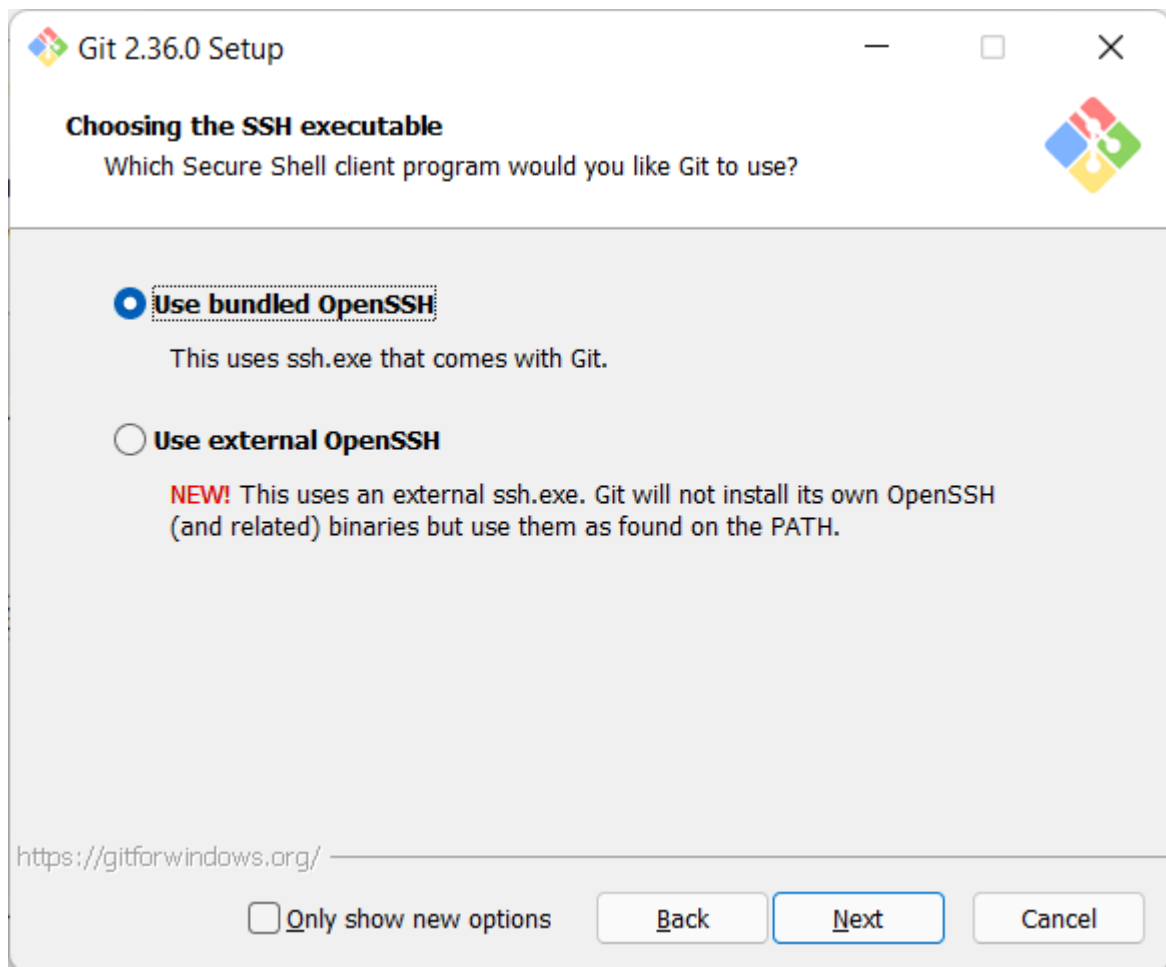 Git 2.36.0 Setup
Choosing the SSH executable
Which Secure Shell client program would you like Git to use?
Use bundled OpenSSH
This uses ssh.exe that comes with Git.
Use external OpenSSH
NEW! This uses an external ssh.exe. Git will not install its own OpenSSH
(and related) binaries but use them as found on the PATH.
https://gitforwindows.org/
Only show new options
Back
Next
Cancel